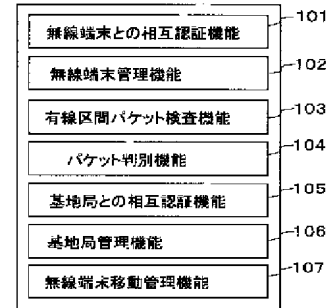 無線端末との相互認証機能 101
無線端末管理機能 102
有線区間パケット検査機能 103
パケット判別機能 104
基地局との相互認証機能 105
基地局管理機能 106
無線端末移動管理機能 107